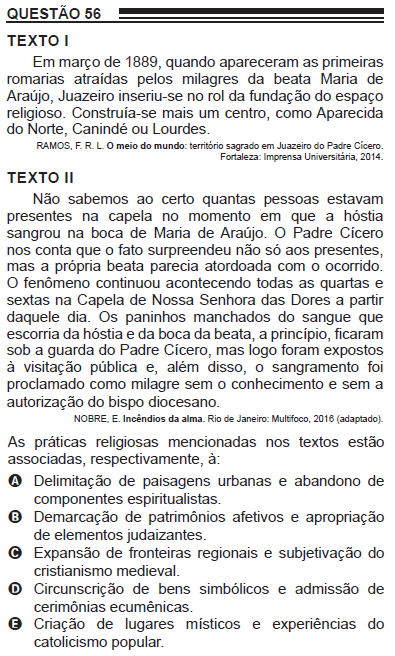 QUESTÃO 56
TEXTO I
Em março de 1889, quando apareceram as primeiras
romarias atraídas pelos milagres da beata Maria de
Araújo, Juazeiro inseriu-se no rol da fundação do espaço
religioso. Construía-se mais um centro, como Aparecida
do Norte, Canindé ou Lourdes.
RAMOS, F. R. L. O meio do mundo: território sagrado em Juazeiro do Padre Cícero.
Fortaleza: Imprensa Universitária, 2014.
TEXTO II
Não sabemos ao certo quantas pessoas estavam
presentes na capela no momento em que a hóstia
sangrou na boca de Maria de Araújo. O Padre Cícero
nos conta que o fato surpreendeu não só aos presentes,
mas a própria beata parecia atordoada com o ocorrido.
O fenômeno continuou acontecendo todas as quartas e
sextas na Capela de Nossa Senhora das Dores a partir
daquele dia. Os paninhos manchados do sangue que
escorria da hóstia e da boca da beata, a princípio, ficaram
sob a guarda do Padre Cícero, mas logo foram expostos
à visitação pública e, além disso, o sangramento foi
proclamado como milagre sem o conhecimento e sem a
autorização do bispo diocesano.
NOBRE, E. Incêndios da alma. Rio de Janeiro: Multifoco, 2016 (adaptado).
As práticas religiosas mencionadas nos textos estão
associadas, respectivamente, à:
A Delimitação de paisagens urbanas e abandono de
componentes espiritualistas.
B Demarcação de patrimônios afetivos e apropriação
de elementos judaizantes.
C Expansão de fronteiras regionais e subjetivação do
cristianismo medieval.
D Circunscrição de bens simbólicos e admissão de
cerimônias ecumênicas.
E Criação de lugares místicos e experiências do
catolicismo popular.